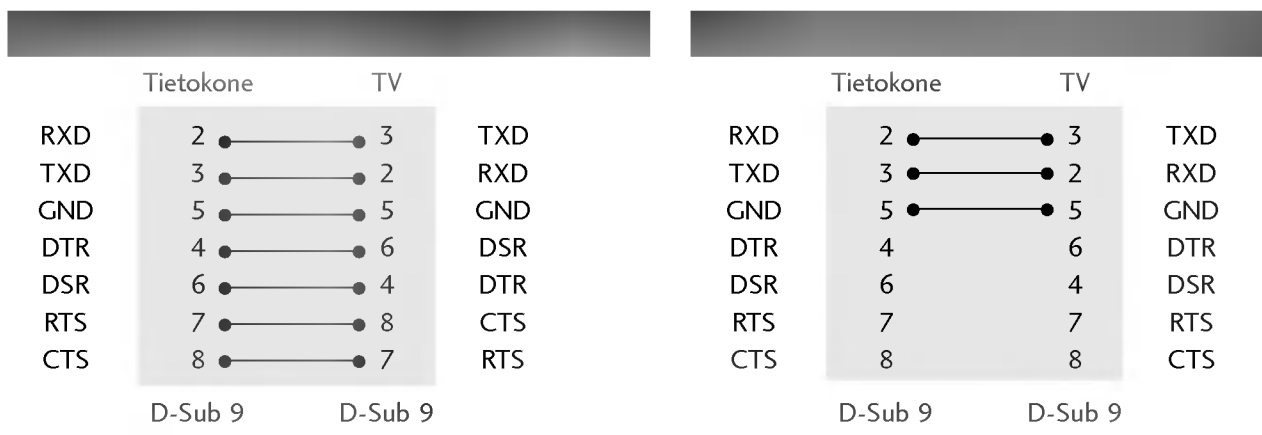 Tietokone TV
RXD 2 3 TXD
TXD 3 2 RXD
GND 5 5 GND
DTR 4 6 DSR
DSR 6 4 DTR
RTS 7 8 CTS
CTS 8 7 RTS
D-Sub 9 D-Sub 9
Tietokone TV
RXD 2 3 TXD
TXD 3 2 RXD
GND 5 5 GND
DTR 4 6 DTR
DSR 6 4 DSR
RTS 7 7 RTS
CTS 8 8 CTS
D-Sub 9 D-Sub 9